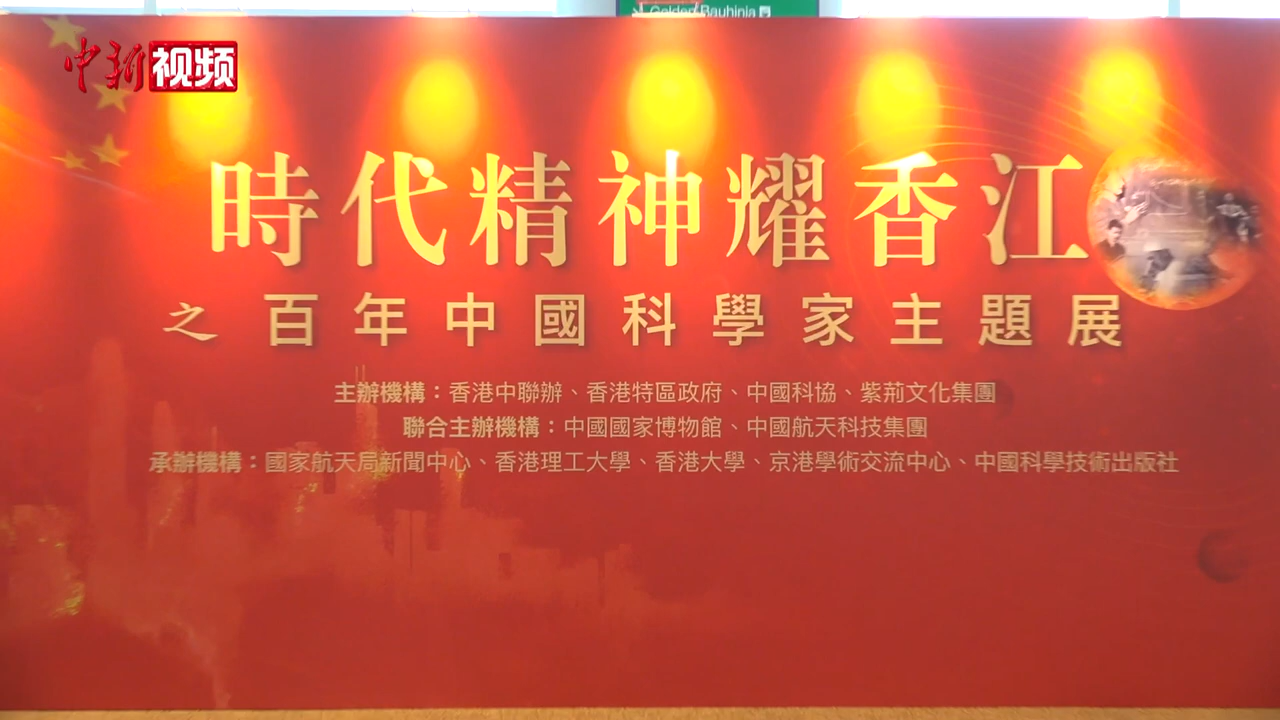 Golden Bauhinia
中新视频
時代精神耀香江
之百年中國科學家主題展
主辦機構：香港中聯辦、香港特區政府、中國科協、紫荊文化集團
聯合主辦機構：中國國家博物館、中國航天科技集團
承辦機構：國家航天局新聞中心、香港理工大學、香港大學、京港學術交流中心、中國科學技術出版社